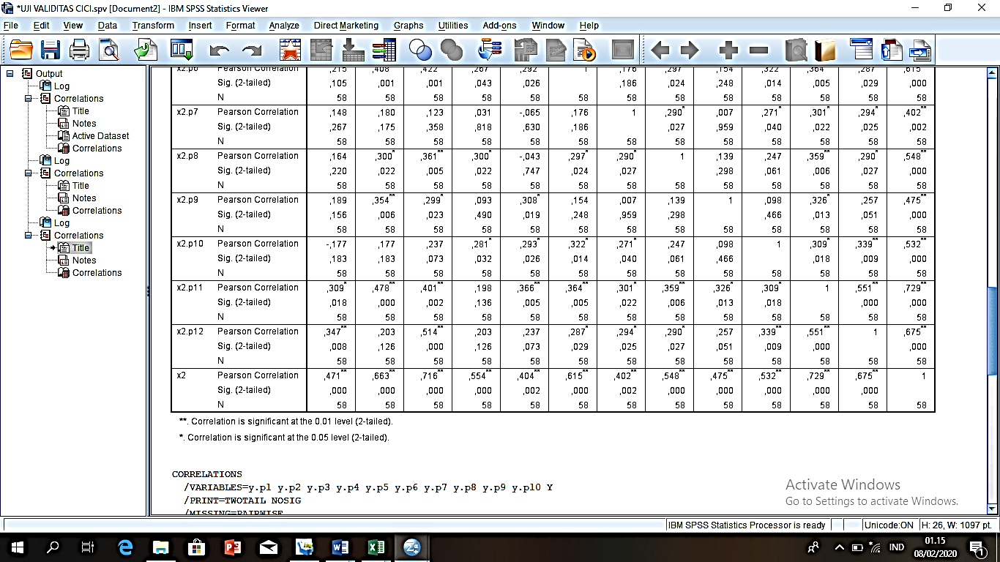 *UJI VALIDITAS CICI.spv [Document2] - IBM SPSS Statistics Viewer
File Edit View Data Transform Insert Format Analyze Direct Marketing Graphs Utilities Add-ons Window Help
Output
Log
Correlations
Title
Notes
Active Dataset
Correlations
Log
Correlations
Title
Notes
Correlations
Log
Correlations
Title
Notes
Correlations
x2.p6 Pearson Correlation ,215 ,408 ,422 ,267 ,292 1 ,176 ,297 ,154 ,322 ,364 ,287 ,615
Sig. (2-tailed) ,105 ,001 ,001 ,043 ,026 ,186 ,024 ,248 ,014 ,005 ,029 ,000
N 58 58 58 58 58 58 58 58 58 58 58 58 58
x2.p7 Pearson Correlation ,148 ,180 ,123 ,031 -,065 ,176 1 ,290* ,007 ,271* ,301* ,294* ,402**
Sig. (2-tailed) ,267 ,175 ,358 ,818 ,630 ,186 ,027 ,959 ,040 ,022 ,025 ,002
N 58 58 58 58 58 58 58 58 58 58 58 58 58
x2.p8 Pearson Correlation ,164 ,300* ,361** ,300* -,043 ,297* ,290* 1 ,139 ,247 ,359** ,290* ,548**
Sig. (2-tailed) ,220 ,022 ,005 ,022 ,747 ,024 ,027 ,298 ,061 ,006 ,027 ,000
N 58 58 58 58 58 58 58 58 58 58 58 58 58
x2.p9 Pearson Correlation ,189 ,354** ,299* ,093 ,308* ,154 ,007 ,139 1 ,098 ,326* ,257 ,475**
Sig. (2-tailed) ,156 ,006 ,023 ,490 ,019 ,248 ,959 ,298 ,466 ,013 ,051 ,000
N 58 58 58 58 58 58 58 58 58 58 58 58 58
x2.p10 Pearson Correlation -,177 ,177 ,237 ,281* ,293* ,322* ,271* ,247 ,098 1 ,309* ,339** ,532**
Sig. (2-tailed) ,183 ,183 ,073 ,032 ,026 ,014 ,040 ,061 ,466 ,018 ,009 ,000
N 58 58 58 58 58 58 58 58 58 58 58 58 58
x2.p11 Pearson Correlation ,309* ,478** ,401** ,198 ,366** ,364** ,301* ,359** ,326* ,309* 1 ,551** ,729**
Sig. (2-tailed) ,018 ,000 ,002 ,136 ,005 ,005 ,022 ,006 ,013 ,018 ,000 ,000
N 58 58 58 58 58 58 58 58 58 58 58 58 58
x2.p12 Pearson Correlation ,347** ,203 ,514** ,203 ,237 ,287* ,294* ,290* ,257 ,339** ,551** 1 ,675**
Sig. (2-tailed) ,008 ,126 ,000 ,126 ,073 ,029 ,025 ,027 ,051 ,009 ,000 ,000
N 58 58 58 58 58 58 58 58 58 58 58 58 58
x2 Pearson Correlation ,471** ,663** ,716** ,554** ,404** ,615** ,402** ,548** ,475** ,532** ,729** ,675** 1
Sig. (2-tailed) ,000 ,000 ,000 ,000 ,002 ,000 ,002 ,000 ,000 ,000 ,000 ,000
N 58 58 58 58 58 58 58 58 58 58 58 58 58
**. Correlation is significant at the 0.01 level (2-tailed).
*. Correlation is significant at the 0.05 level (2-tailed).
CORRELATIONS
/VARIABLES=y.p1 y.p2 y.p3 y.p4 y.p5 y.p6 y.p7 y.p8 y.p9 y.p10 Y
/PRINT=TWOTAIL NOSIG
/MISSING=PAIRWISE
Activate Windows
Go to Settings to activate Windows.
IBM SPSS Statistics Processor is ready Unicode:ON H: 26, W: 1097 pt.
IND
01.15
08/02/2020
1